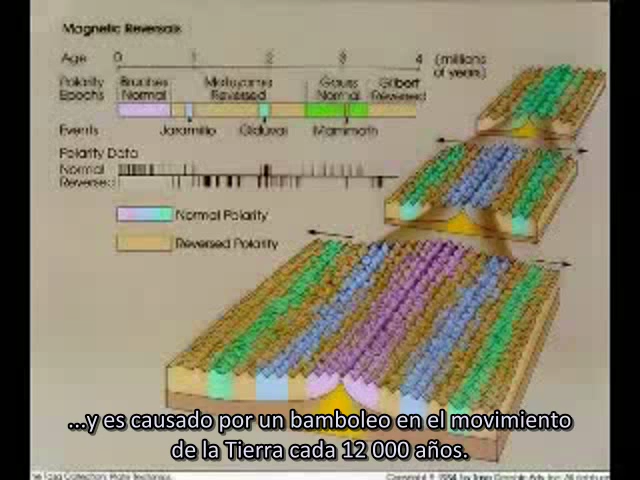 Magnetic Reversals
Age 0 1 2 3 4 (millions
of years)
Polarity
Epochs
Brunhes
Normal
Matuyama
Reversed
Gauss
Normal
Gilbert
Reversed
Events Jaramillo Olduvai Mammoth
Polarity Data
Normal
Reversed
Normal Polarity
Reversed Polarity
...y es causado por un bamboleo en el movimiento
de la Tierra cada 12 000 años.